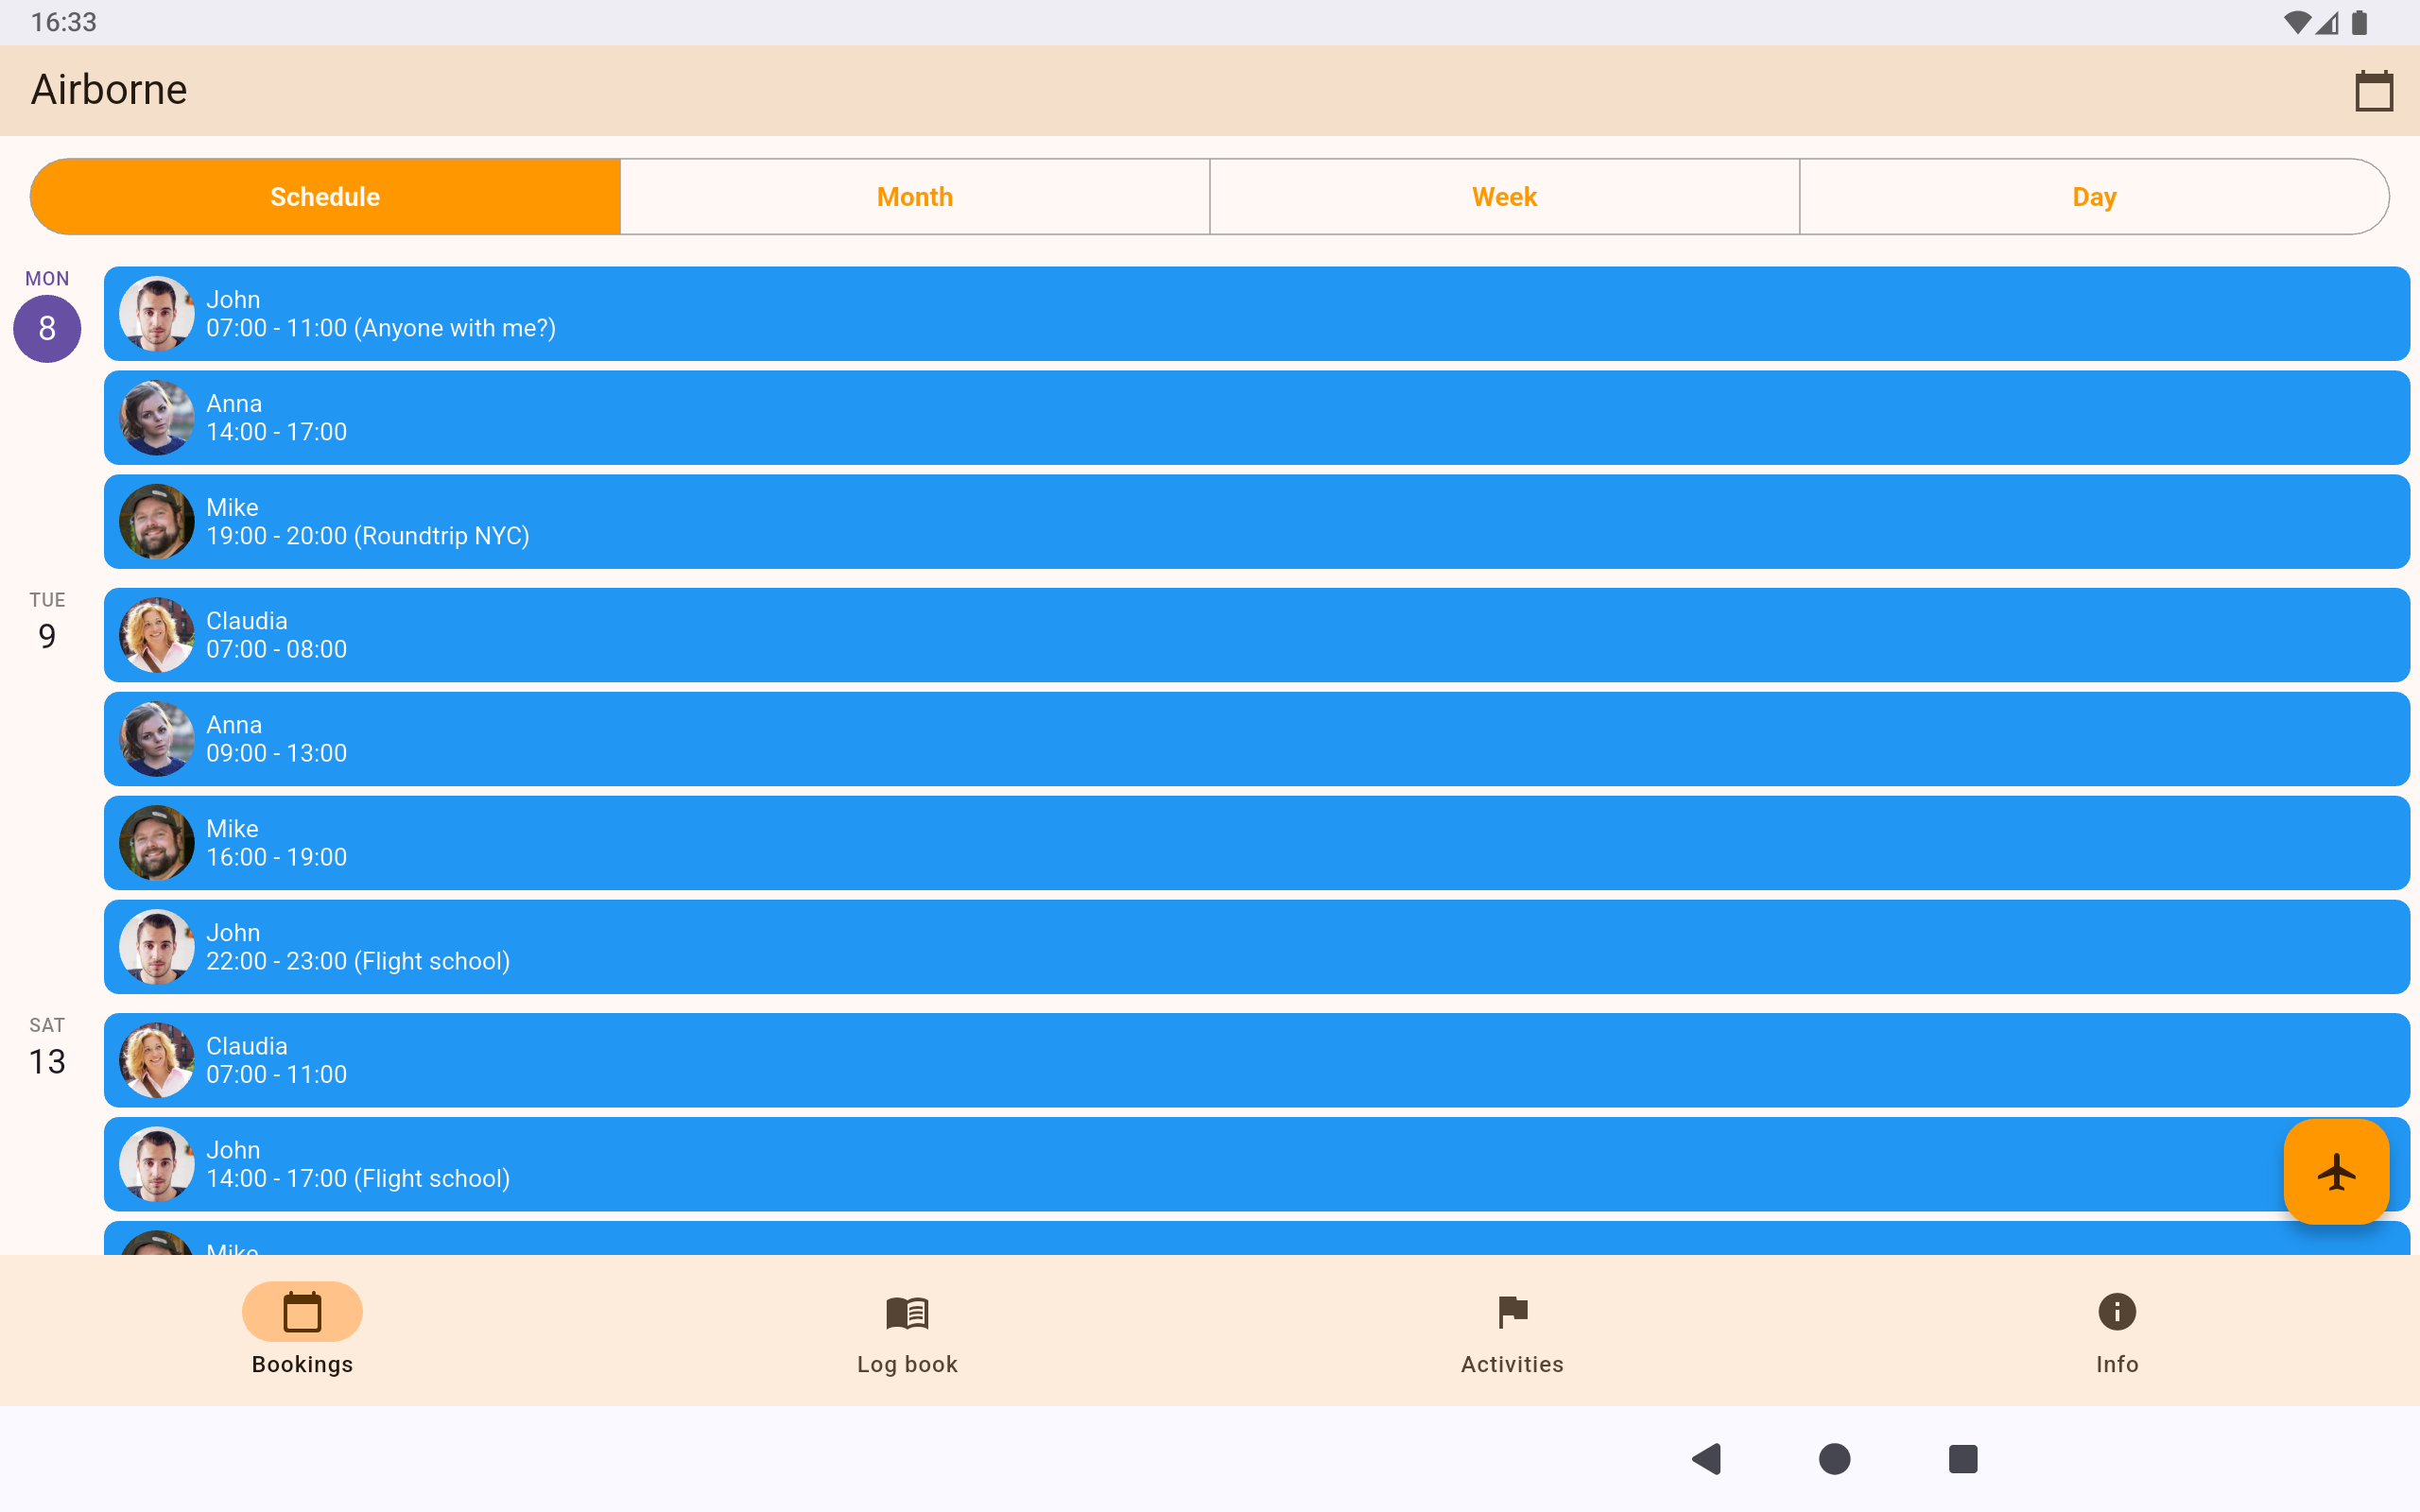 16:33
Airborne
Schedule
Month
Week
Day
MON
8
John
07:00 - 11:00 (Anyone with me?)
Anna
14:00 - 17:00
Mike
19:00 - 20:00 (Roundtrip NYC)
TUE
9
Claudia
07:00 - 08:00
Anna
09:00 - 13:00
Mike
16:00 - 19:00
John
22:00 - 23:00 (Flight school)
SAT
13
Claudia
07:00 - 11:00
John
14:00 - 17:00 (Flight school)
Mike
Bookings
Log book
Activities
Info